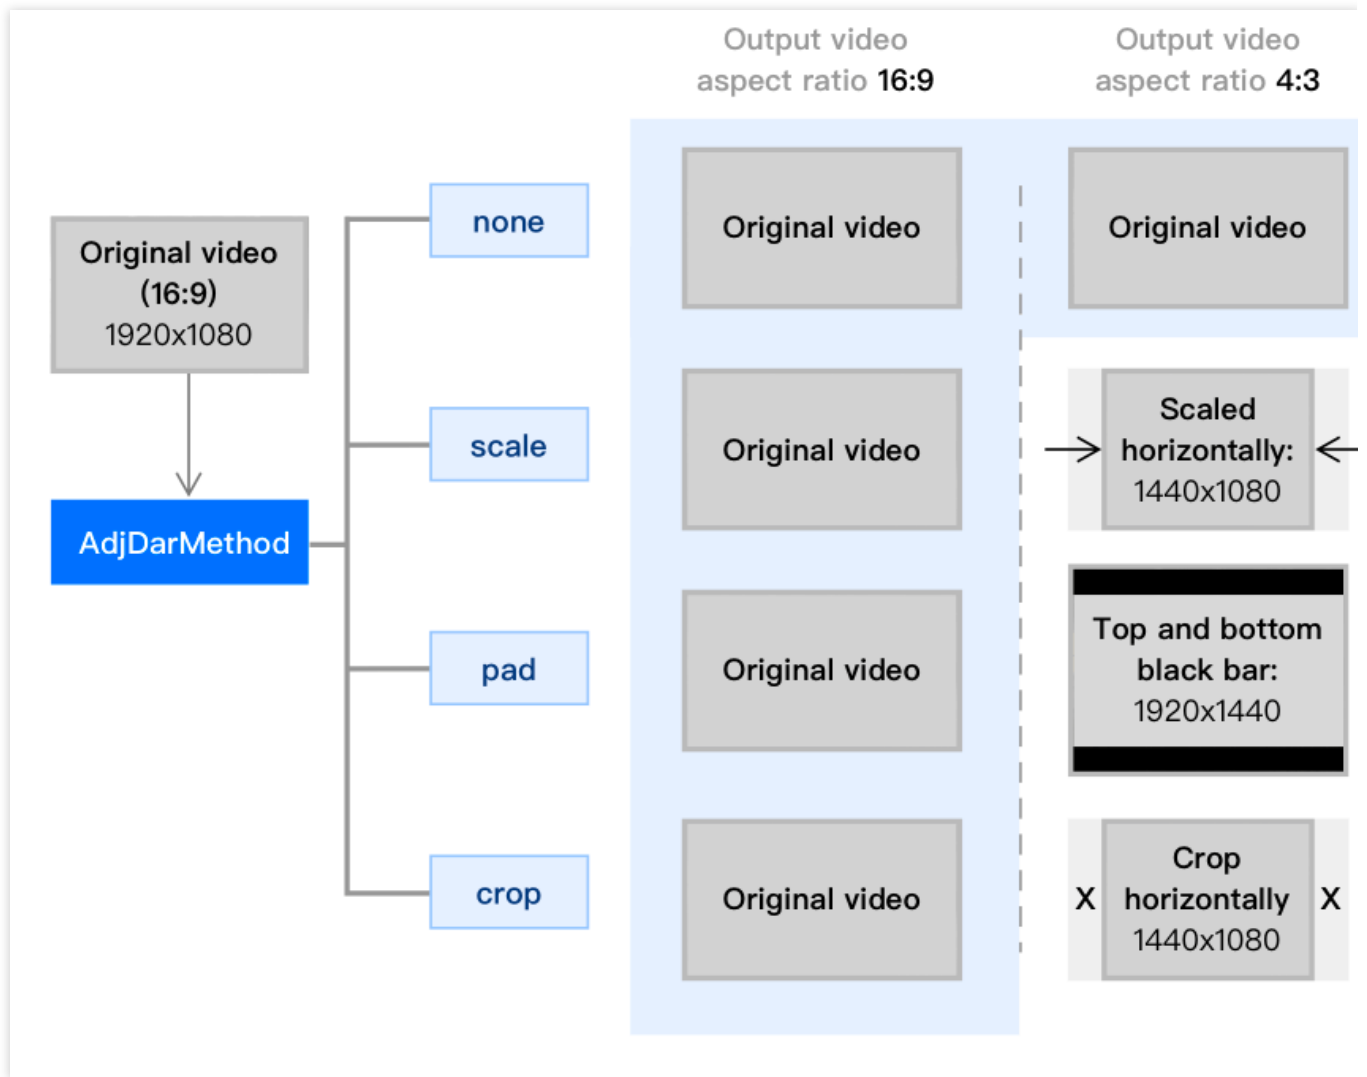 Output video
aspect ratio 16:9
Output video
aspect ratio 4:3
Original video
(16:9)
1920x1080
AdjDarMethod
none
Original video
Original video
scale
Original video
Scaled
horizontally:
1440x1080
pad
Original video
Top and bottom
black bar:
1920x1440
crop
Original video
X
Crop
horizontally
1440x1080
X